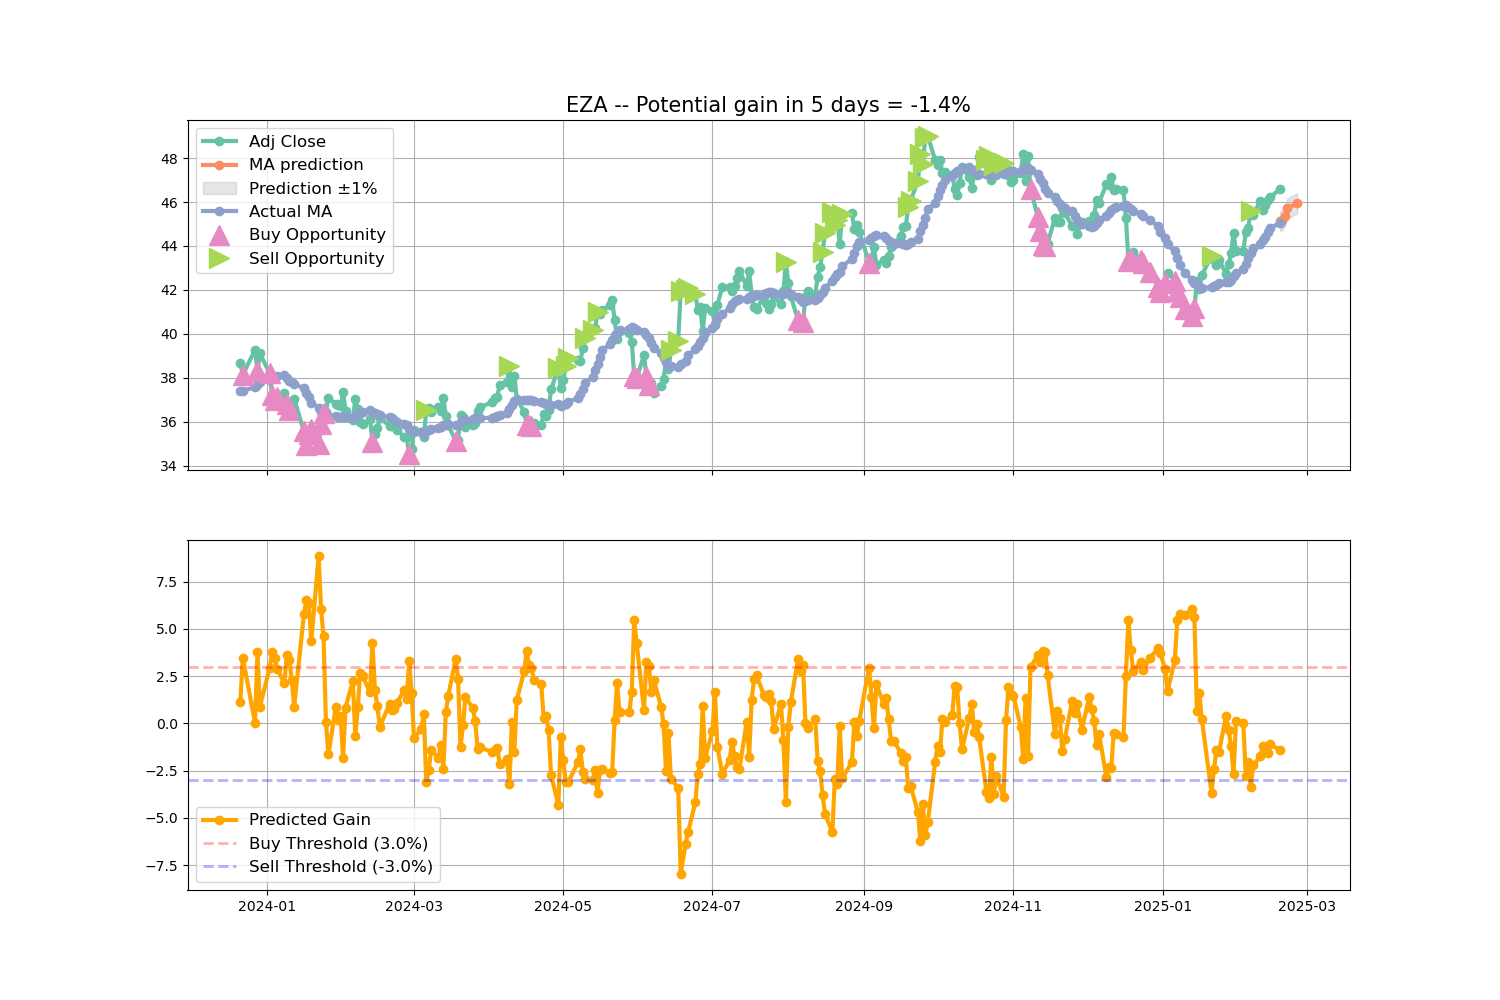 EZA -- Potential gain in 5 days = -1.4%
Adj Close
MA prediction
Prediction ±1%
Actual MA
Buy Opportunity
Sell Opportunity
48
46
44
42
40
38
36
34
7.5
5.0
2.5
0.0
−2.5
−5.0
−7.5
Predicted Gain
Buy Threshold (3.0%)
Sell Threshold (-3.0%)
2024-01 2024-03 2024-05 2024-07 2024-09 2024-11 2025-01 2025-03